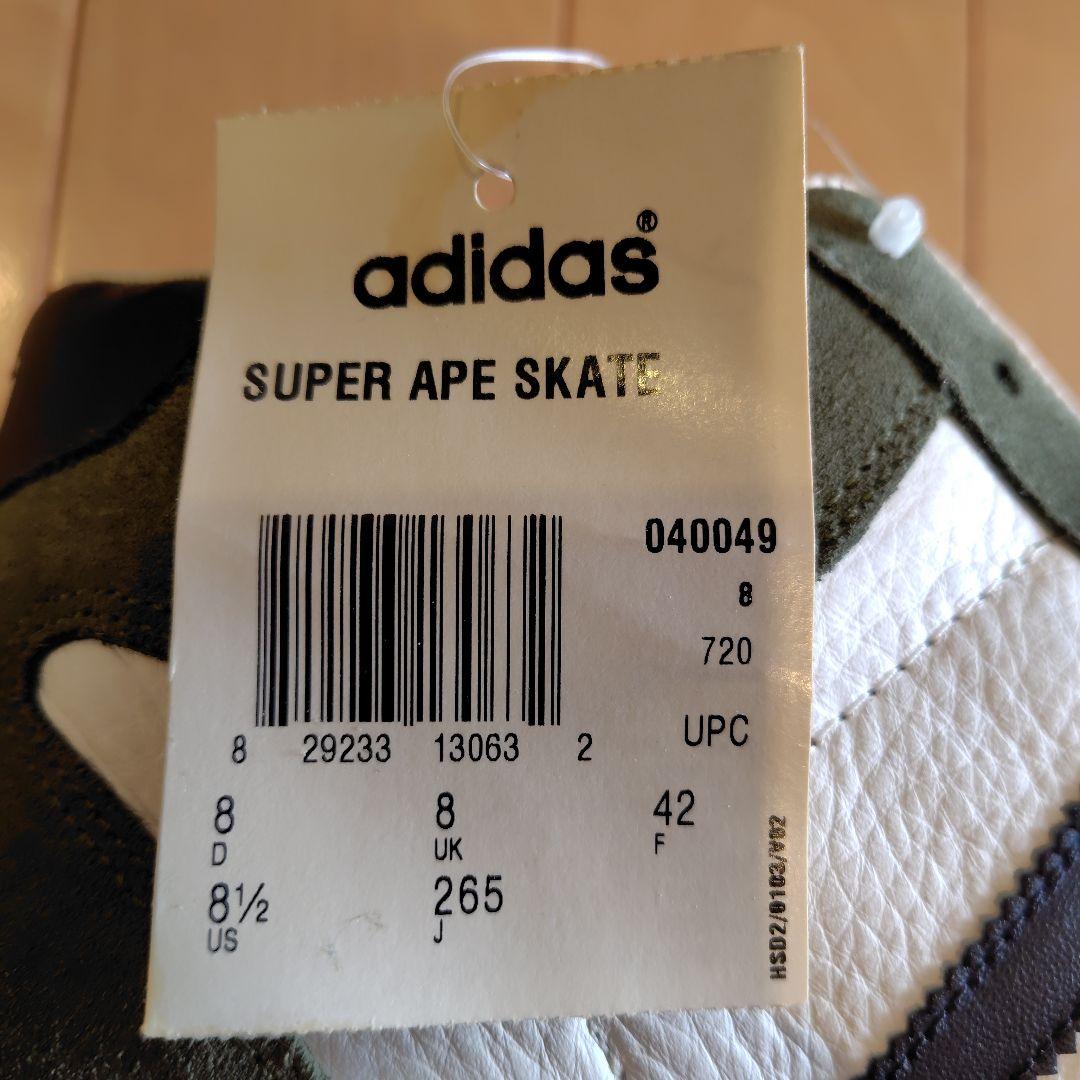 adidas®
SUPER APE SKATE
040049
8
720
UPC
8 29233 13063 2
8 8 42
D UK F
8½ 265
US J
HSD2/0103/V02